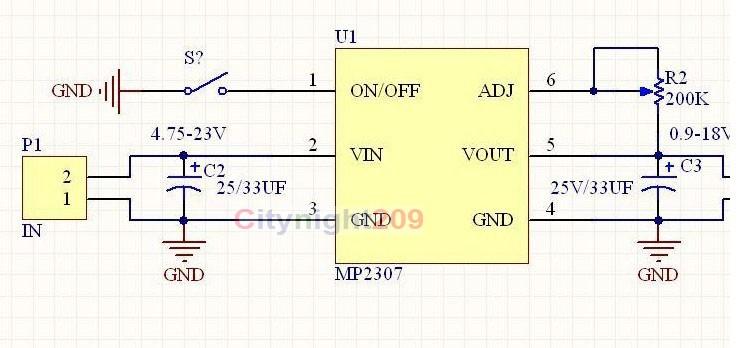 U1
S?
GND
1
ON/OFF
ADJ
6
R2
200K
4.75-23V
0.9-18V
P1
2
1
IN
2
VIN
VOUT
5
+
C2
25/33UF
25V/33UF
+
C3
3
GND
GND
4
Citynight209
GND
MP2307
GND